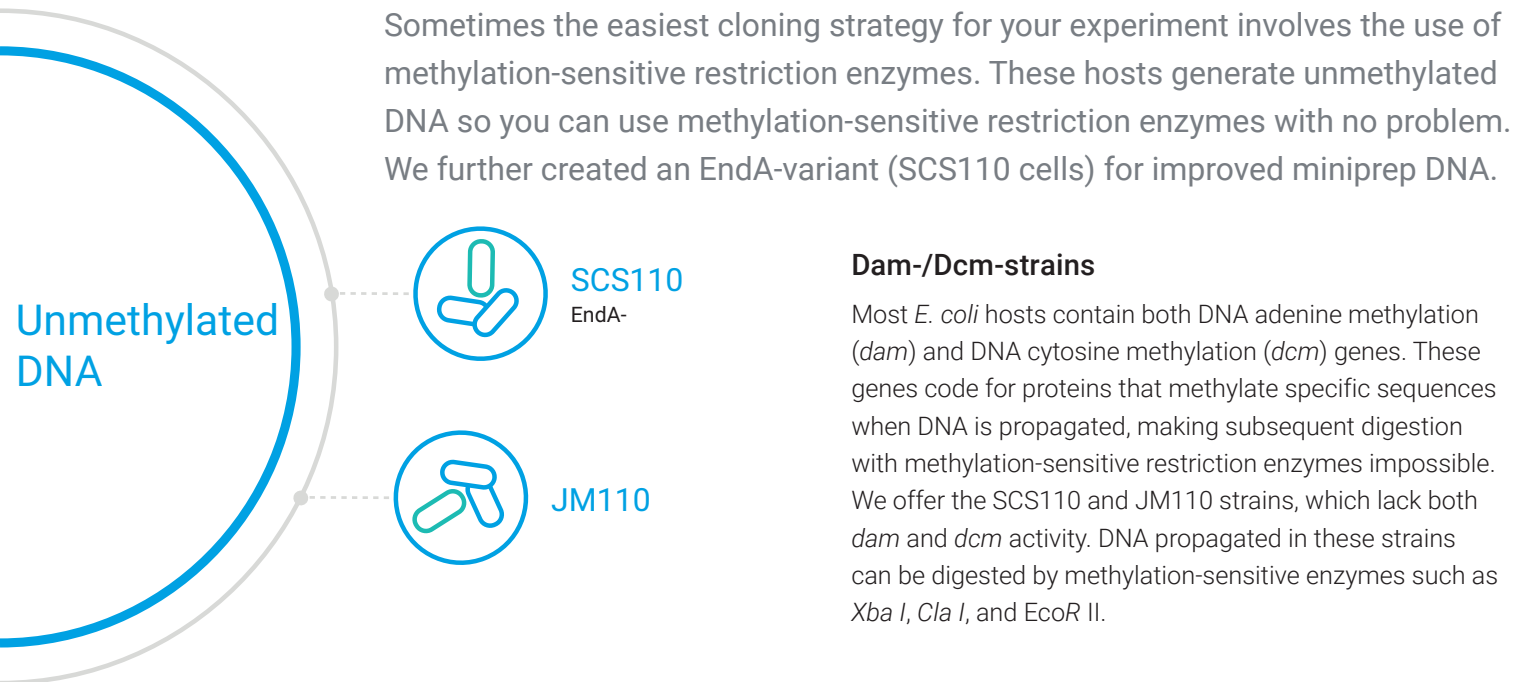 Sometimes the easiest cloning strategy for your experiment involves the use of
methylation-sensitive restriction enzymes. These hosts generate unmethylated
DNA so you can use methylation-sensitive restriction enzymes with no problem.
We further created an EndA-variant (SCS110 cells) for improved miniprep DNA.
Unmethylated
DNA
SCS110
EndA-
JM110
Dam-/Dcm-strains
Most E. coli hosts contain both DNA adenine methylation
(dam) and DNA cytosine methylation (dcm) genes. These
genes code for proteins that methylate specific sequences
when DNA is propagated, making subsequent digestion
with methylation-sensitive restriction enzymes impossible.
We offer the SCS110 and JM110 strains, which lack both
dam and dcm activity. DNA propagated in these strains
can be digested by methylation-sensitive enzymes such as
Xba I, Cla I, and EcoR II.